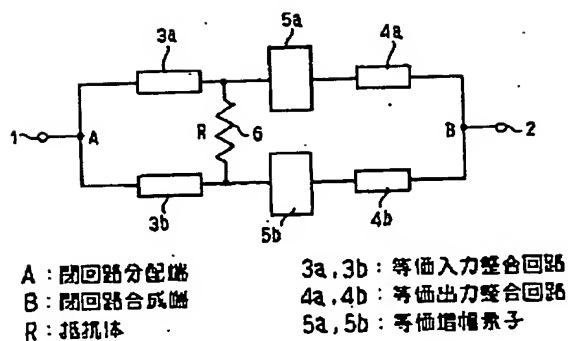 5a
3a
4a
1
A
R
6
B
2
3b
5b
4b
A : 閉回路分配端
B : 閉回路合成端
R : 抵抗体
3a,3b : 等価入力整合回路
4a,4b : 等価出力整合回路
5a,5b : 等価増幅素子